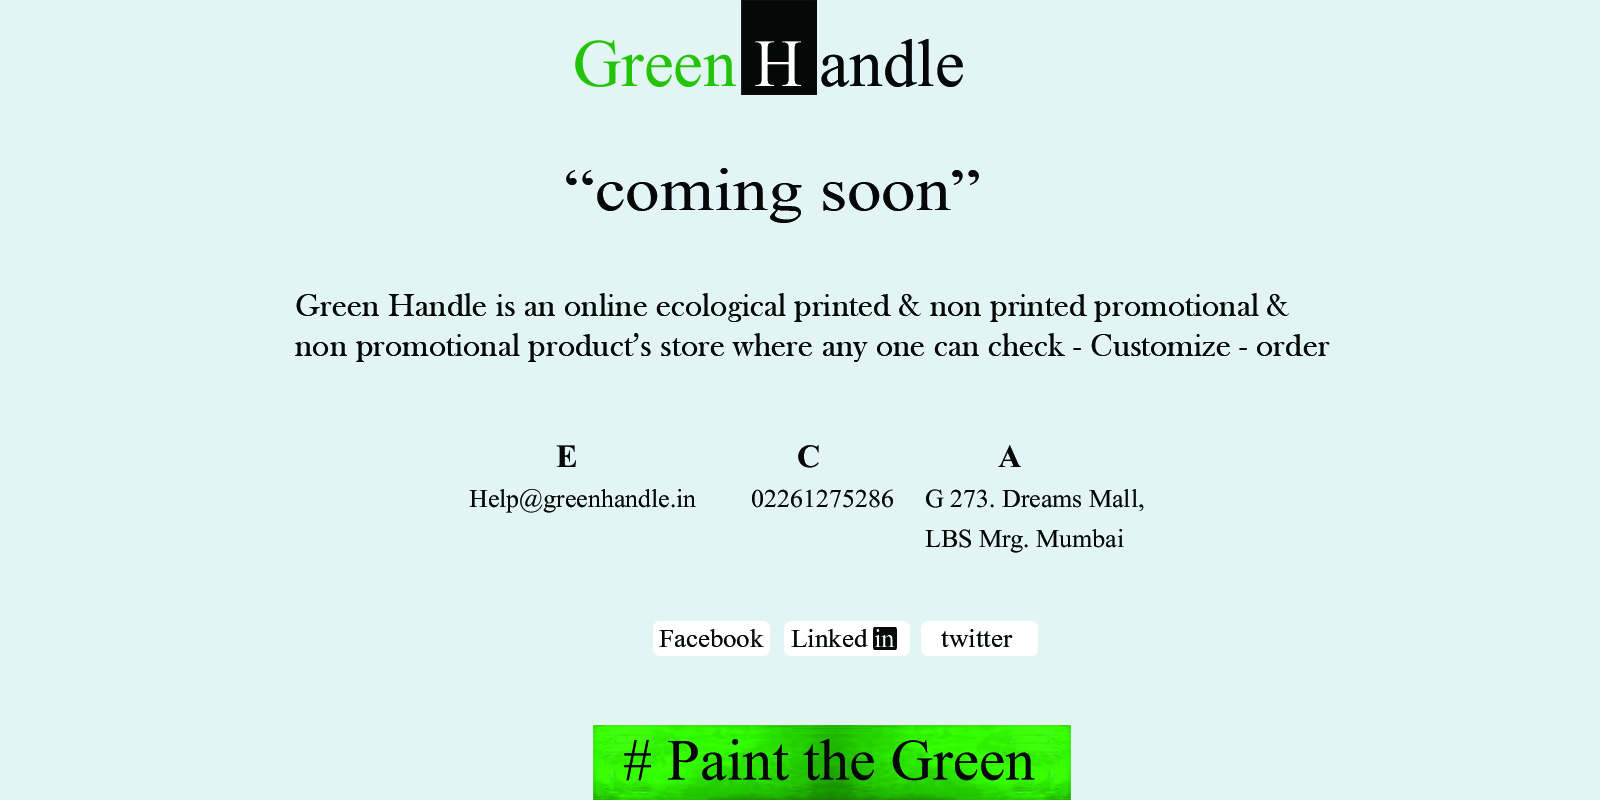 Green Handle
“coming soon”
Green Handle is an online ecological printed & non printed promotional &
non promotional product’s store where any one can check - Customize - order
E C A
Help@greenhandle.in 02261275286 G 273. Dreams Mall,
LBS Mrg. Mumbai
Facebook Linked in twitter
# Paint the Green